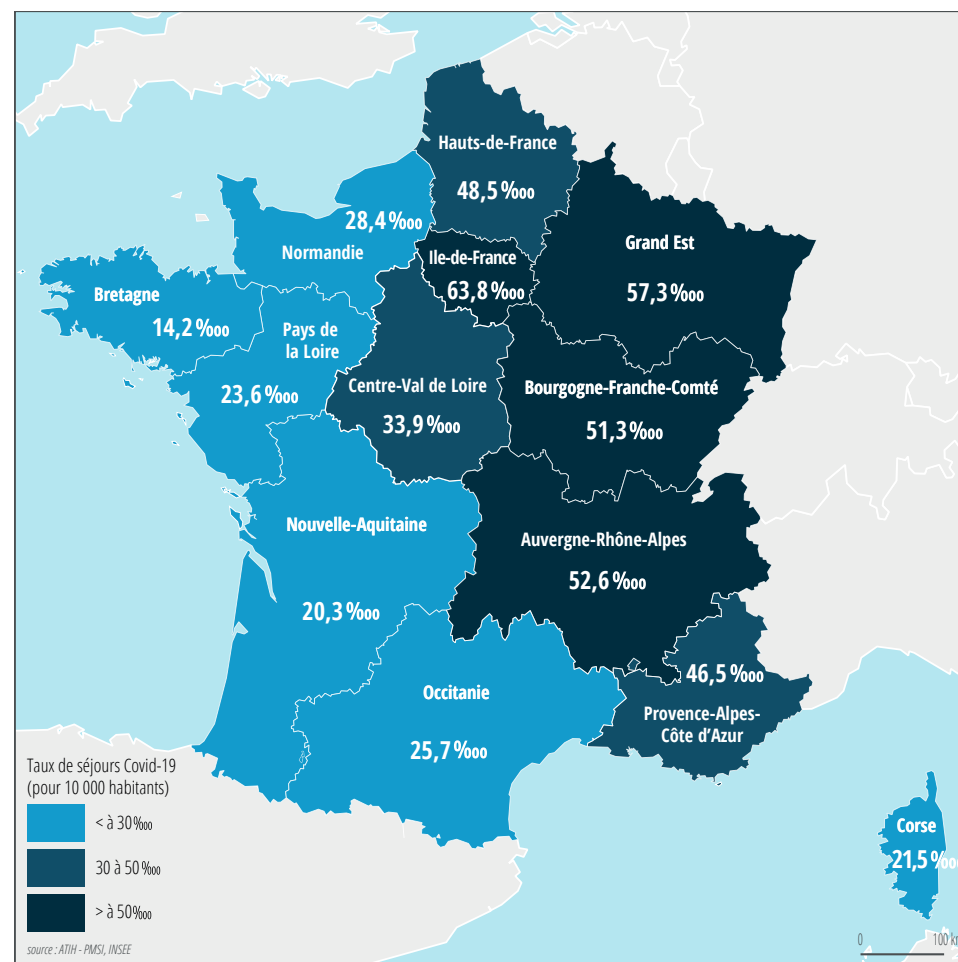 Hauts-de-France
48,5 ‱
28,4 ‱
Normandie
Ile-de-France
63,8 ‱
Grand Est
57,3 ‱
Bretagne
14,2 ‱
Pays de
la Loire
23,6 ‱
Centre-Val de Loire
33,9 ‱
Bourgogne-Franche-Comté
51,3 ‱
Nouvelle-Aquitaine
20,3 ‱
Auvergne-Rhône-Alpes
52,6 ‱
46,5 ‱
Provence-Alpes-
Côte d’Azur
Occitanie
25,7 ‱
Corse
21,5 ‱
Taux de séjours Covid-19
(pour 10 000 habitants)
< à 30 ‱
30 à 50 ‱
> à 50 ‱
source : ATIH - PMSI, INSEE
0 100 km